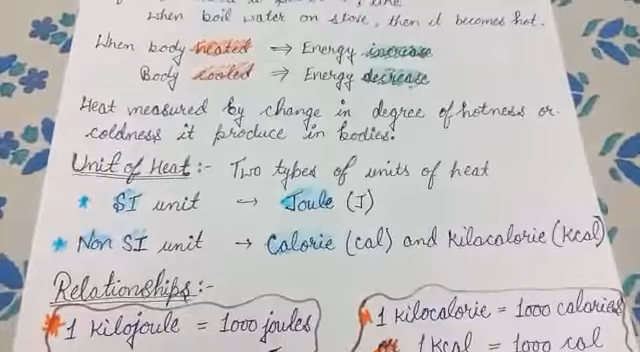 when boil water on stove, then it becomes hot.
When body heated ⇒ Energy increase
Body cooled ⇒ Energy decrease
Heat measured by change in degree of hotness or
coldness it produce in bodies.
Unit of Heat:- Two types of units of heat
* SI unit → Joule (J)
* Non SI unit → Calorie (cal) and kilacalorie (Kcal)
Relationships:-
* 1 kilojoule = 1000 joules
* 1 kilocalorie = 1000 calories
1 Kcal = 1000 cal